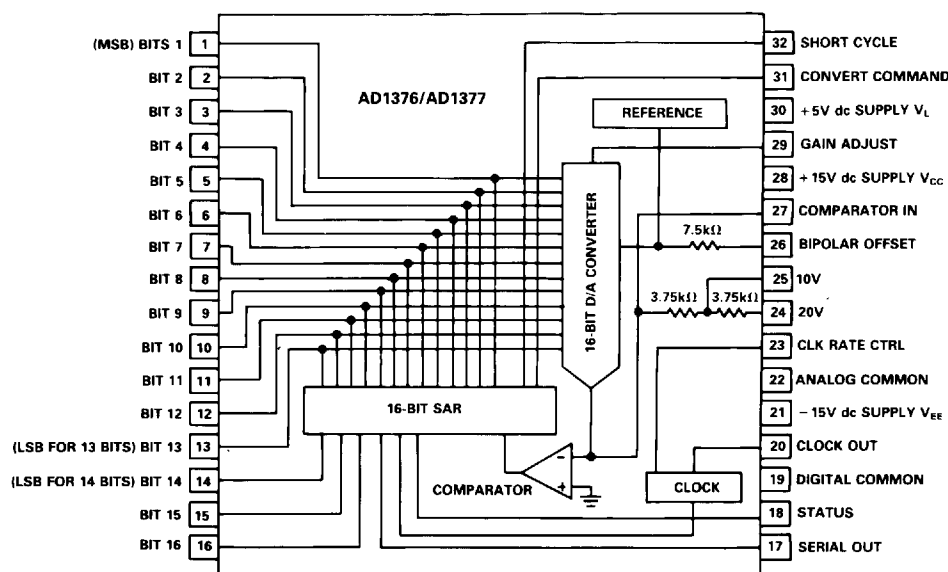 AD1376/AD1377
(MSB) BITS 1 1
BIT 2 2
BIT 3 3
BIT 4 4
BIT 5 5
BIT 6 6
BIT 7 7
BIT 8 8
BIT 9 9
BIT 10 10
BIT 11 11
BIT 12 12
(LSB FOR 13 BITS) BIT 13 13
(LSB FOR 14 BITS) BIT 14 14
BIT 15 15
BIT 16 16
REFERENCE
16-BIT D/A CONVERTER
7.5kΩ
3.75kΩ 3.75kΩ
16-BIT SAR
COMPARATOR
−
+
CLOCK
32 SHORT CYCLE
31 CONVERT COMMAND
30 +5V dc SUPPLY VL
29 GAIN ADJUST
28 +15V dc SUPPLY VCC
27 COMPARATOR IN
26 BIPOLAR OFFSET
25 10V
24 20V
23 CLK RATE CTRL
22 ANALOG COMMON
21 −15V dc SUPPLY VEE
20 CLOCK OUT
19 DIGITAL COMMON
18 STATUS
17 SERIAL OUT